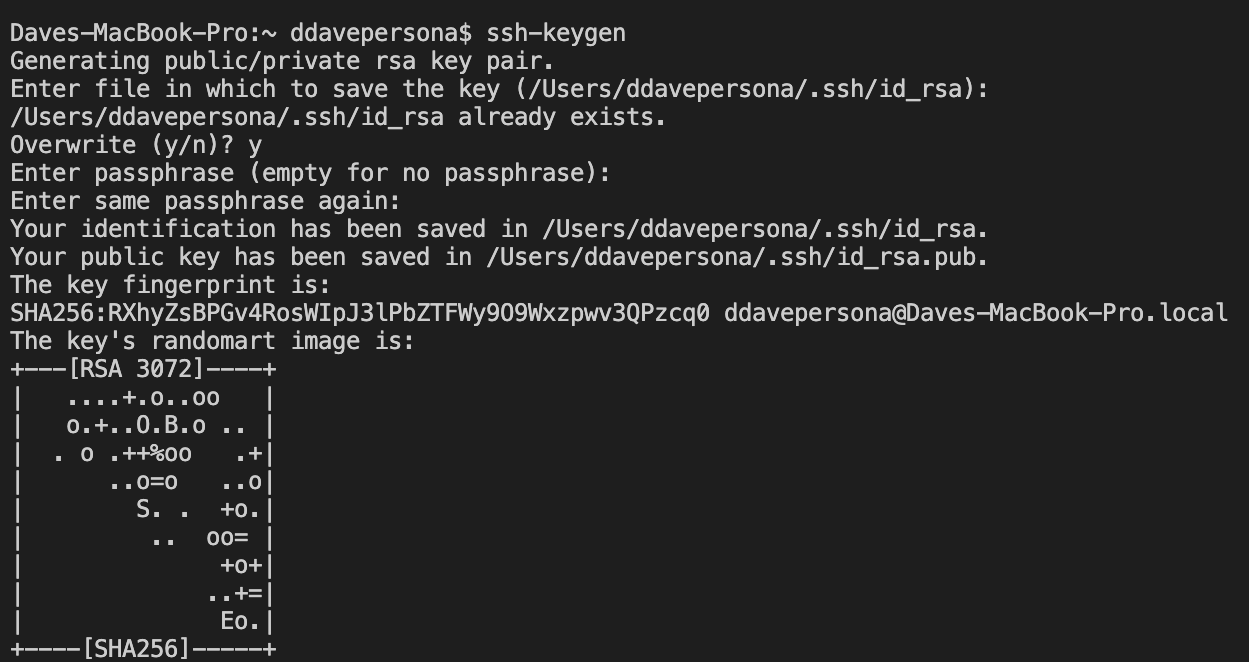 Daves-MacBook-Pro:~ ddavepersona$ ssh-keygen
Generating public/private rsa key pair.
Enter file in which to save the key (/Users/ddavepersona/.ssh/id_rsa):
/Users/ddavepersona/.ssh/id_rsa already exists.
Overwrite (y/n)? y
Enter passphrase (empty for no passphrase):
Enter same passphrase again:
Your identification has been saved in /Users/ddavepersona/.ssh/id_rsa.
Your public key has been saved in /Users/ddavepersona/.ssh/id_rsa.pub.
The key fingerprint is:
SHA256:RXhyZsBPGv4RosWIpJ3lPbZTFWy9O9Wxzpwv3QPzcq0 ddavepersona@Daves-MacBook-Pro.local
The key's randomart image is:
+---[RSA 3072]----+
|   ....+.o..oo   |
|   o.+..O.B.o .. |
|  . o .++%oo   .+|
|      ..o=o   ..o|
|        S. .  +o.|
|         ..  oo= |
|              +o+|
|             ..+=|
|              Eo.|
+----[SHA256]-----+